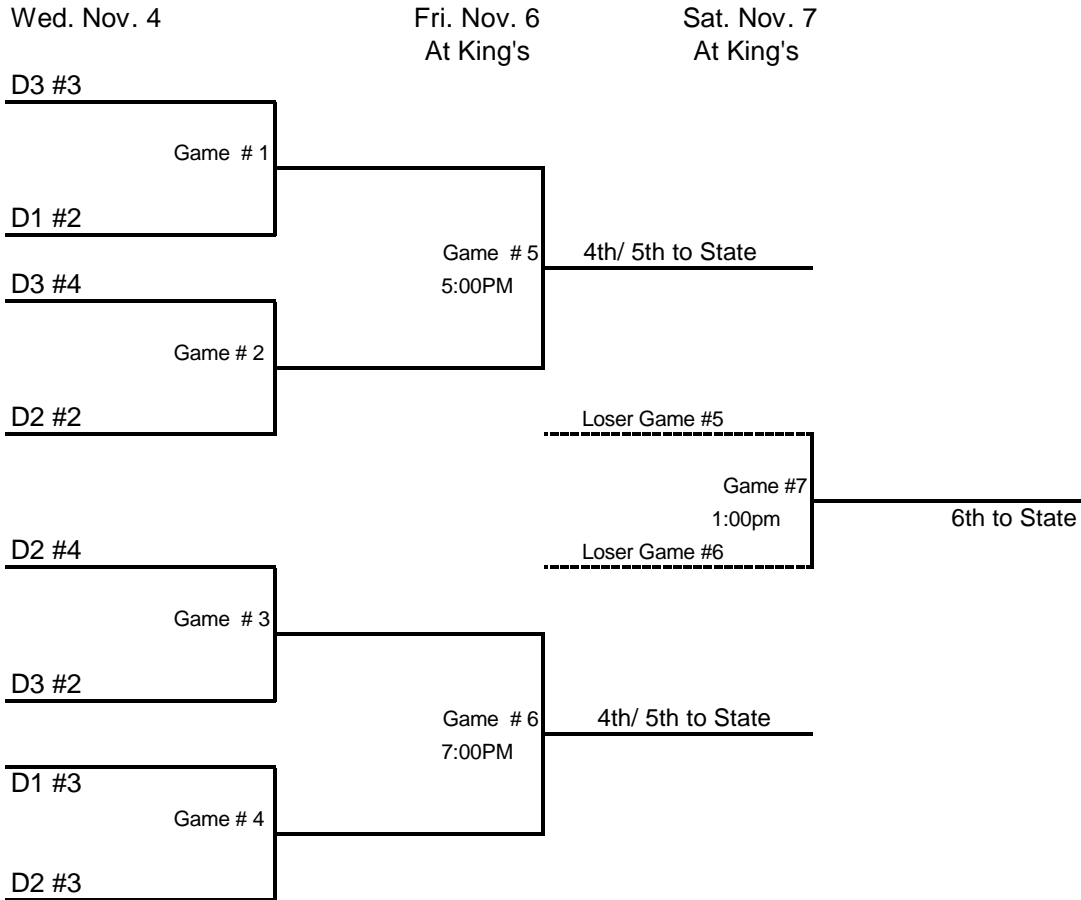 Wed. Nov. 4
Fri. Nov. 6
At King's
Sat. Nov. 7
At King's
D3 #3
Game # 1
D1 #2
Game # 5
5:00PM
4th/ 5th to State
D3 #4
Game # 2
D2 #2
Loser Game #5
Game #7
1:00pm
6th to State
Loser Game #6
D2 #4
Game # 3
D3 #2
Game # 6
7:00PM
4th/ 5th to State
D1 #3
Game # 4
D2 #3